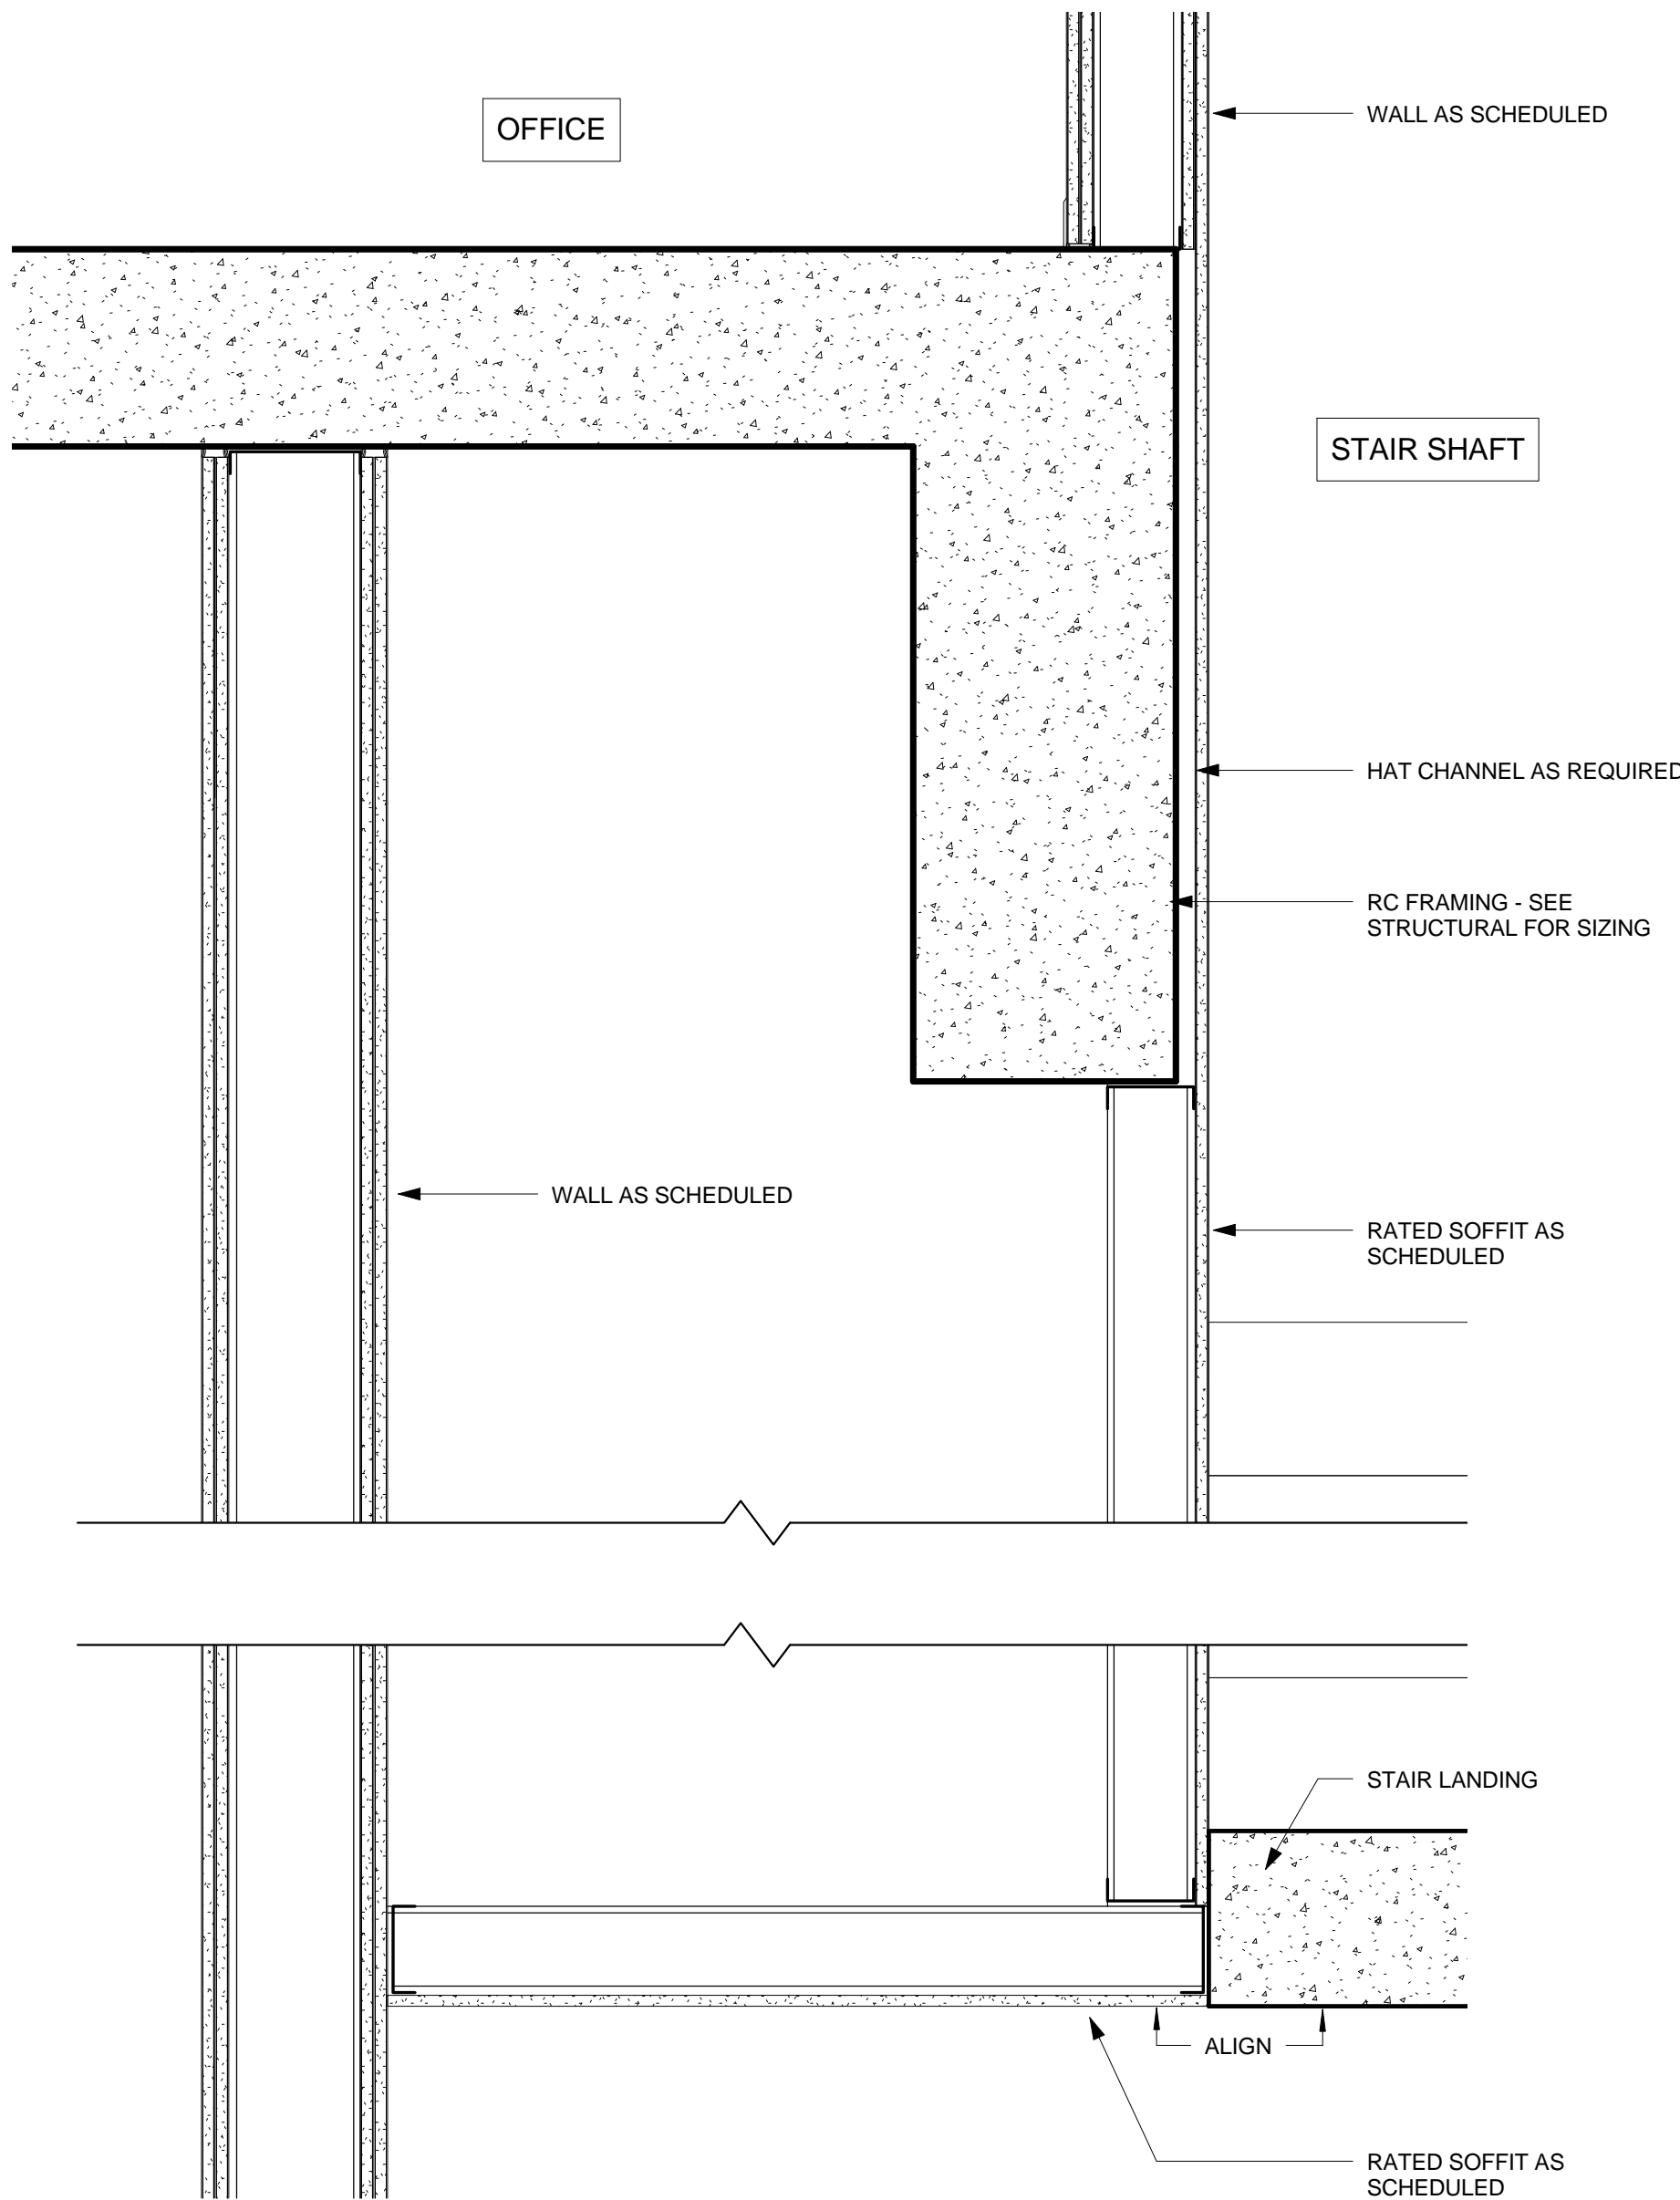 OFFICE
WALL AS SCHEDULED
STAIR SHAFT
HAT CHANNEL AS REQUIRED
RC FRAMING - SEE
STRUCTURAL FOR SIZING
WALL AS SCHEDULED
RATED SOFFIT AS
SCHEDULED
STAIR LANDING
ALIGN
RATED SOFFIT AS
SCHEDULED